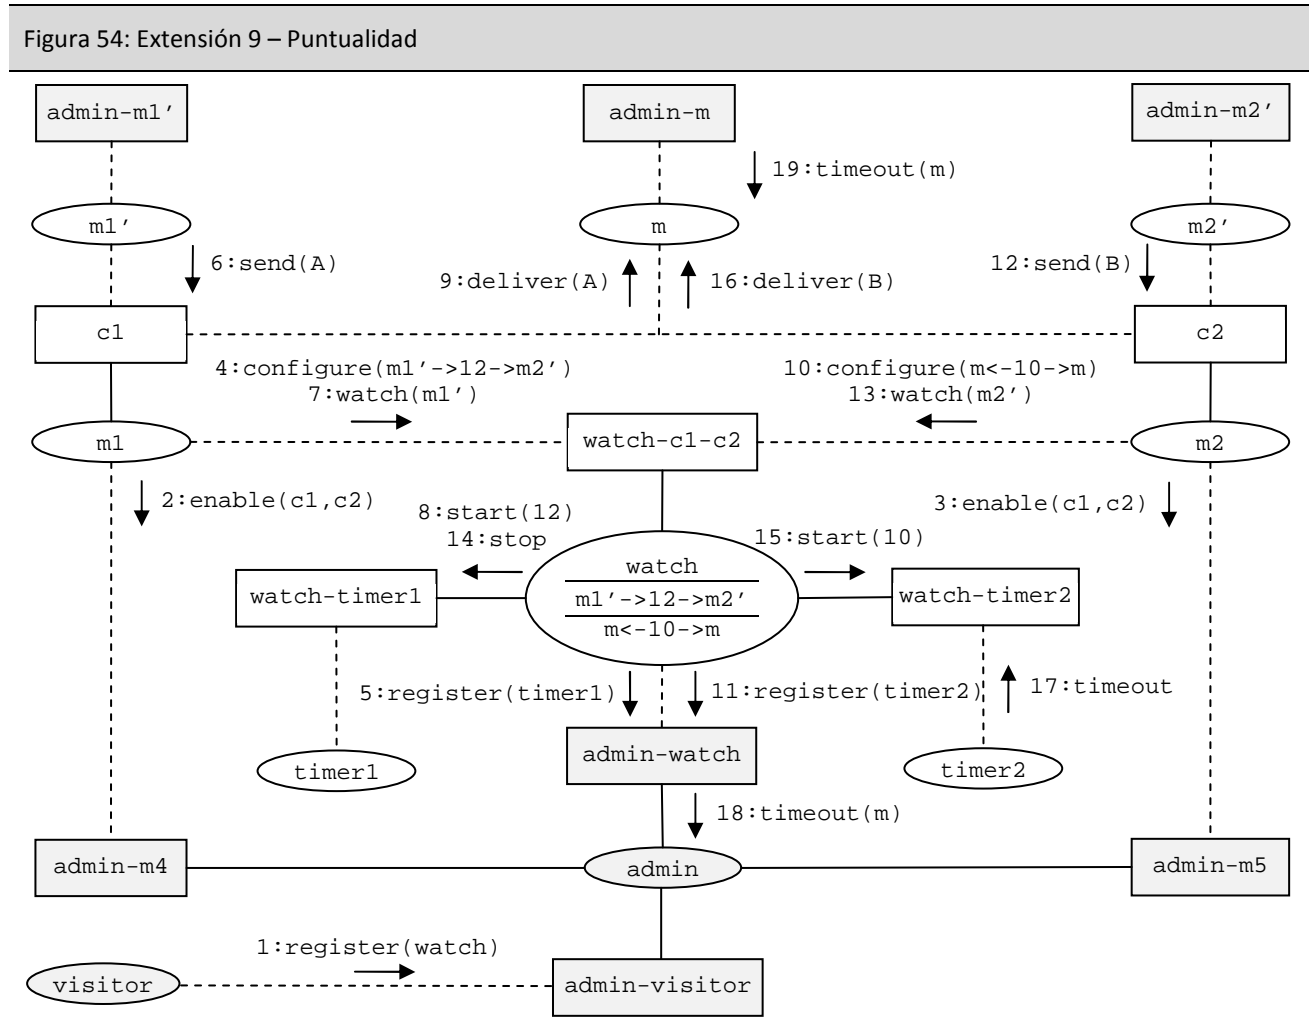 Figura 54: Extensión 9 – Puntualidad
admin-m1′
admin-m
admin-m2′
19:timeout(m)
m1′
m
m2′
6:send(A)
9:deliver(A)
16:deliver(B)
12:send(B)
c1
c2
4:configure(m1′->12->m2′)
7:watch(m1′)
10:configure(m<-10->m)
13:watch(m2′)
m1
watch-c1-c2
m2
2:enable(c1,c2)
8:start(12)
14:stop
3:enable(c1,c2)
15:start(10)
watch-timer1
watch
m1′->12->m2′
m<-10->m
watch-timer2
5:register(timer1)
11:register(timer2)
17:timeout
timer1
admin-watch
timer2
18:timeout(m)
admin-m4
admin
admin-m5
1:register(watch)
visitor
admin-visitor